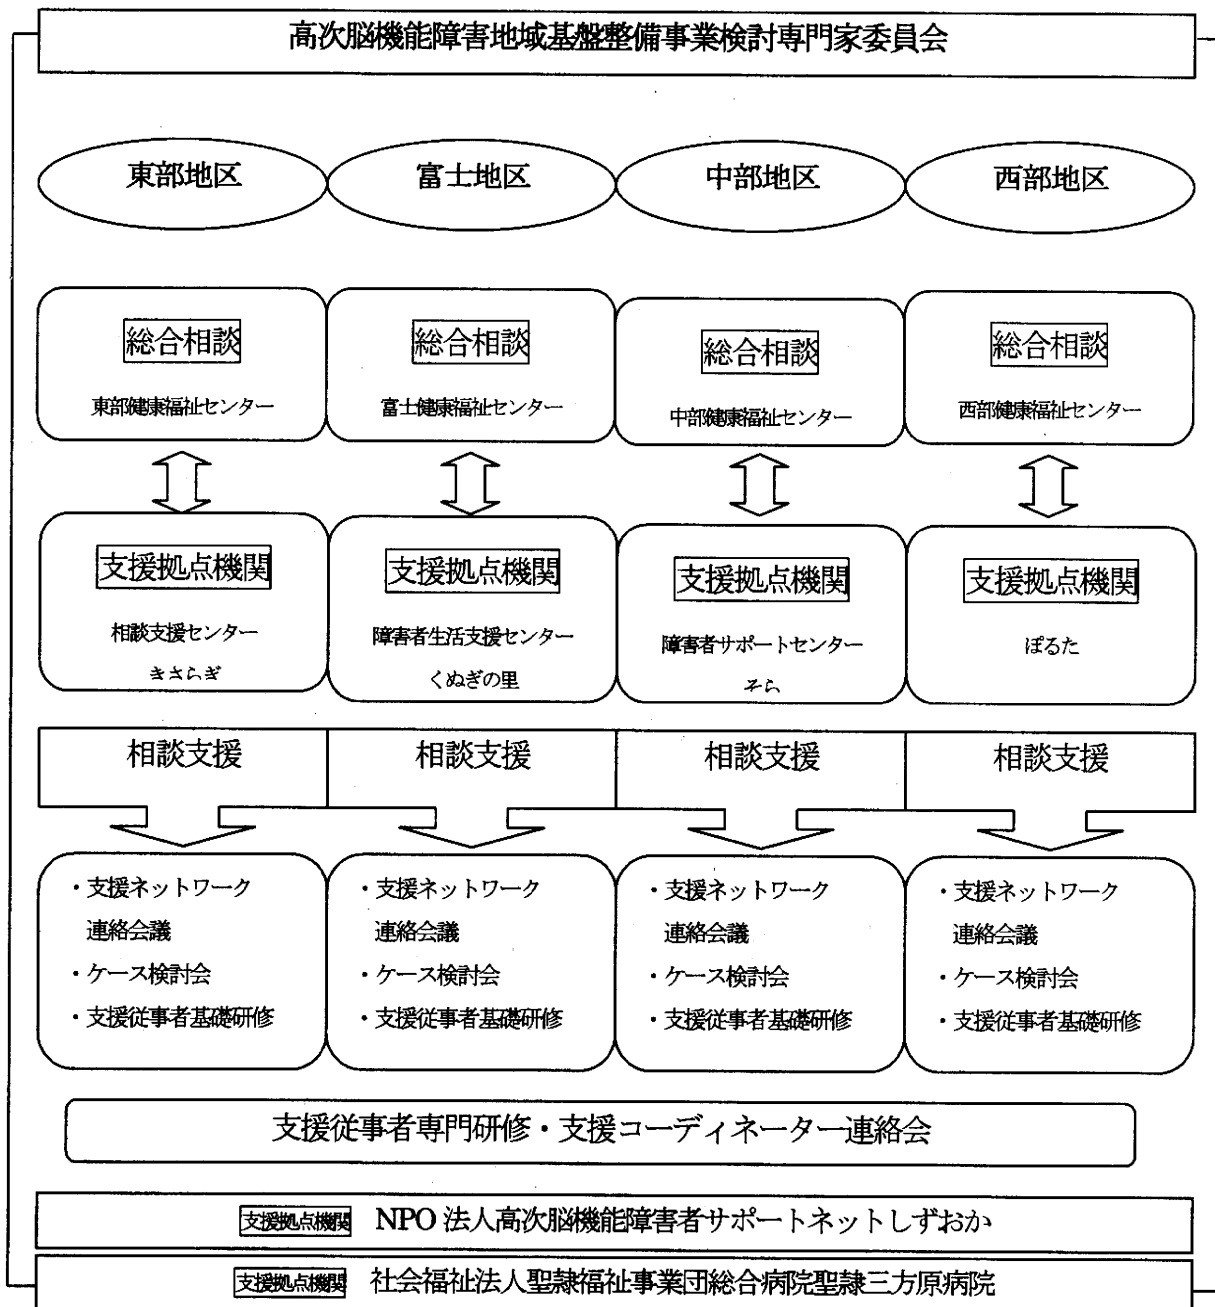 高次脳機能障害地域基盤整備事業検討専門家委員会
東部地区
富士地区
中部地区
西部地区
総合相談
東部健康福祉センター
総合相談
富士健康福祉センター
総合相談
中部健康福祉センター
総合相談
西部健康福祉センター
支援拠点機関
相談支援センター
きさらぎ
支援拠点機関
障害者生活支援センター
くぬぎの里
支援拠点機関
障害者サポートセンター
そら
支援拠点機関
ぽるた
相談支援
相談支援
相談支援
相談支援
・支援ネットワーク
連絡会議
・ケース検討会
・支援従事者基礎研修
・支援ネットワーク
連絡会議
・ケース検討会
・支援従事者基礎研修
・支援ネットワーク
連絡会議
・ケース検討会
・支援従事者基礎研修
・支援ネットワーク
連絡会議
・ケース検討会
・支援従事者基礎研修
支援従事者専門研修・支援コーディネーター連絡会
支援拠点機関 NPO 法人高次脳機能障害者サポートネットしずおか
支援拠点機関 社会福祉法人聖隷福祉事業団総合病院聖隷三方原病院